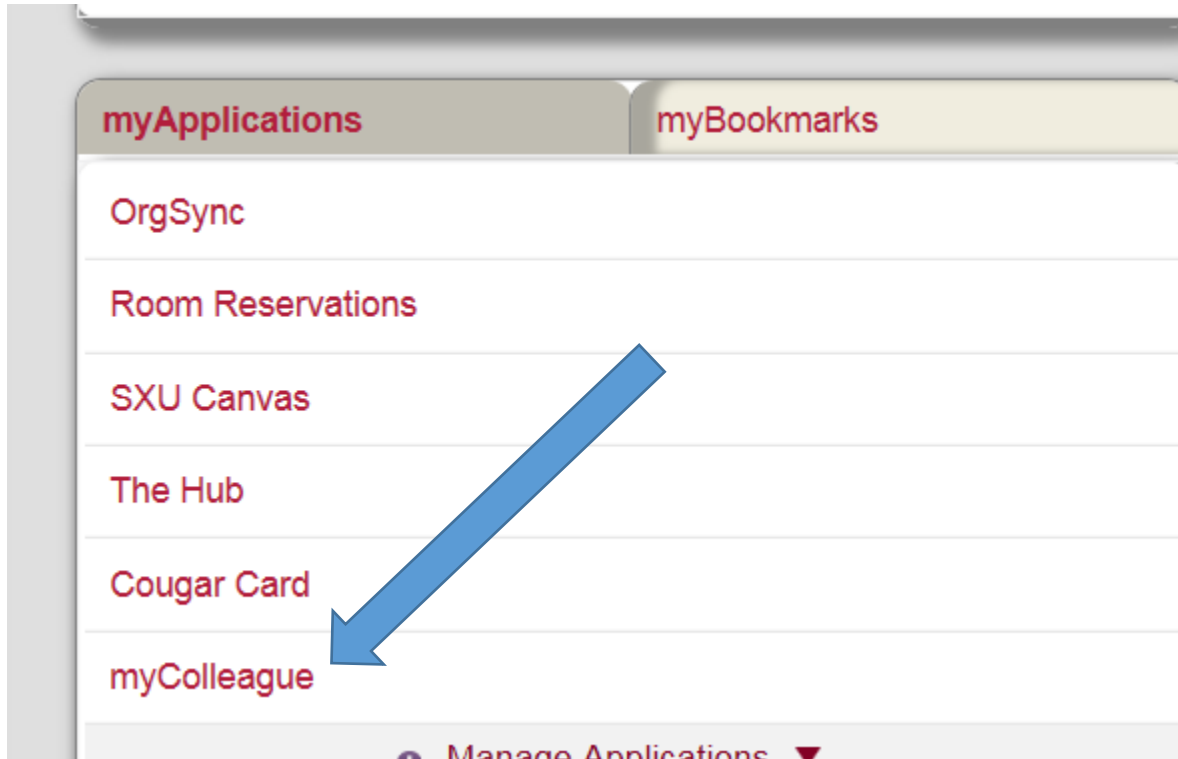 myApplications myBookmarks
OrgSync
Room Reservations
SXU Canvas
The Hub
Cougar Card
myColleague
Manage Applications